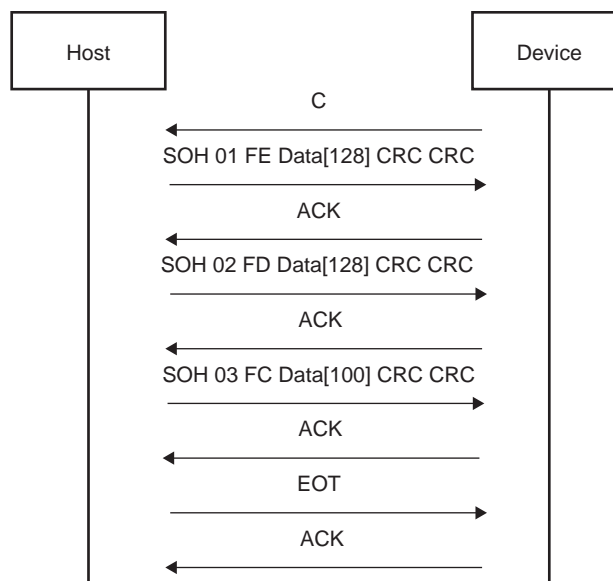 Host
Device
C
SOH 01 FE Data[128] CRC CRC
ACK
SOH 02 FD Data[128] CRC CRC
ACK
SOH 03 FC Data[100] CRC CRC
ACK
EOT
ACK